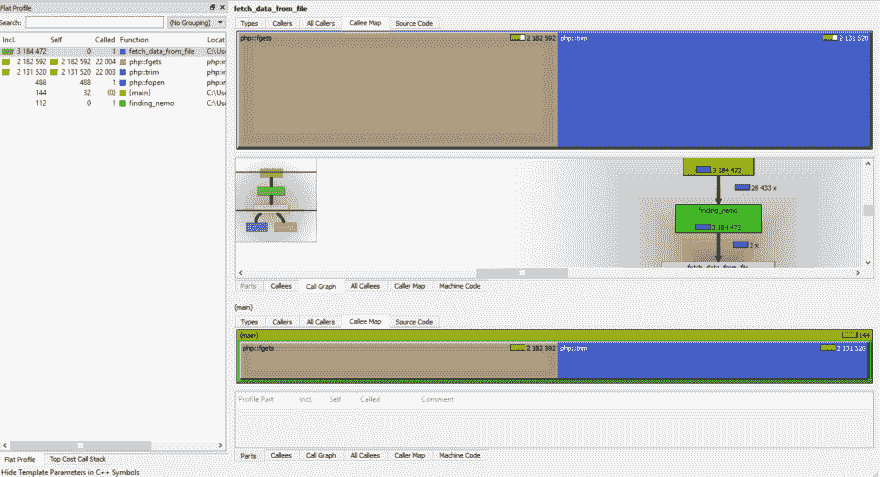 Flat Profile
Search: (No Grouping)
Incl. Self Called Function Locat
3 184 472 0 1 fetch_data_from_file C:\Use
2 182 592 2 182 592 22 004 php::fgets php:in
2 131 520 2 131 520 22 003 php::trim php:in
488 488 1 php::fopen php:in
144 32 (0) {main} C:\Use
112 0 1 finding_nemo C:\Use
Flat Profile Top Cost Call Stack
Hide Template Parameters in C++ Symbols
fetch_data_from_file
Types Callers All Callers Callee Map Source Code
php::fgets 2 182 592 php::trim 2 131 520
3 184 472
28 433 x
finding_nemo
3 184 472
fetch_data_from_file
Parts Callees Call Graph All Callees Caller Map Machine Code
{main}
Types Callers All Callers Callee Map Source Code
{main} 144
php::fgets 2 182 592 php::trim 2 131 520
Profile Part Incl. Self Called Comment
Parts Callees Call Graph All Callees Caller Map Machine Code